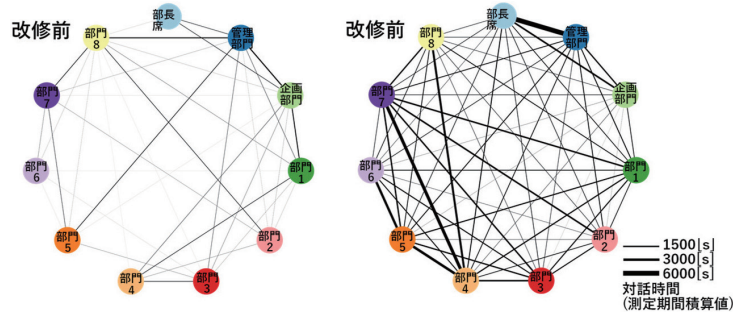 改修前
部長
席
管理
部門
企画
部門
部門
1
部門
2
部門
3
部門
4
部門
5
部門
6
部門
7
部門
8
改修前
部長
席
管理
部門
企画
部門
部門
1
部門
2
部門
3
部門
4
部門
5
部門
6
部門
7
部門
8
1500[s]
3000[s]
6000[s]
対話時間
(測定期間積算値)